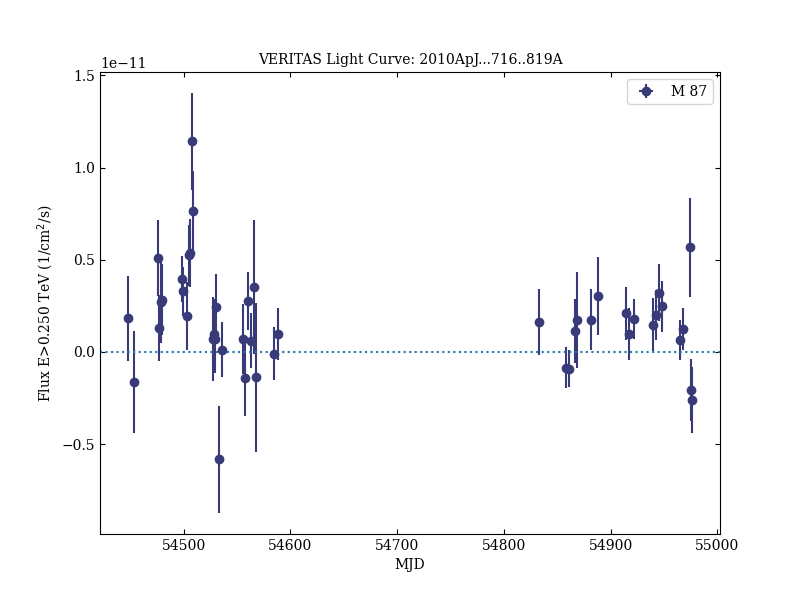 VERITAS Light Curve: 2010ApJ...716..819A
1e−11
M 87
1.5
1.0
0.5
0.0
−0.5
Flux E>0.250 TeV (1/cm²/s)
54500 54600 54700 54800 54900 55000
MJD